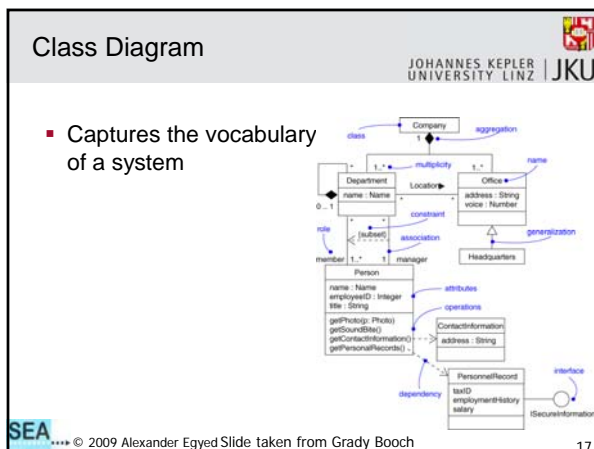 Class Diagram
JOHANNES KEPLER
UNIVERSITY LINZ
JKU
Captures the vocabulary
of a system
Company
class
1
aggregation
*
1..*
multiplicity
1..*
name
Department
name : Name
Location
*
*
Office
address : String
voice : Number
0 .. 1
*
*
constraint
{subset}
role
association
generalization
member
1..*
1
manager
Headquarters
Person
name : Name
employeeID : Integer
title : String
attributes
operations
getPhoto(p: Photo)
getSoundBite()
getContactInformation()
getPersonalRecords()
ContactInformation
address : String
dependency
PersonnelRecord
taxID
employmentHistory
salary
interface
ISecureInformation
SEA
© 2009 Alexander Egyed Slide taken from Grady Booch
17